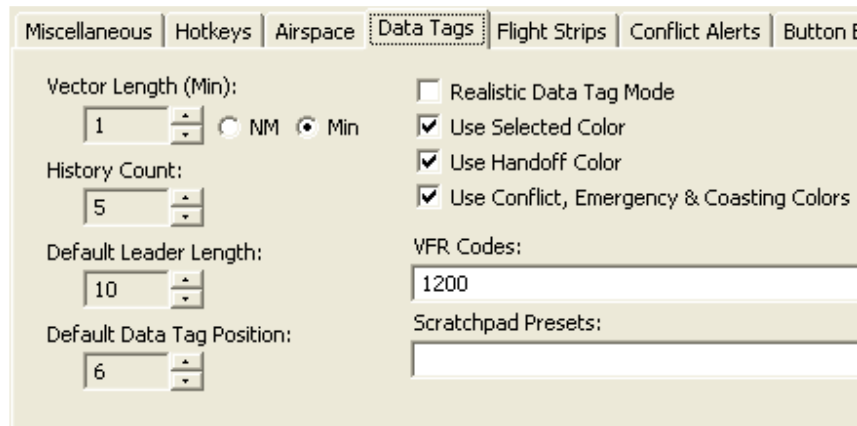 Miscellaneous Hotkeys Airspace Data Tags Flight Strips Conflict Alerts Button
Vector Length (Min):
1 NM Min
History Count:
5
Default Leader Length:
10
Default Data Tag Position:
6
Realistic Data Tag Mode
Use Selected Color
Use Handoff Color
Use Conflict, Emergency & Coasting Colors
VFR Codes:
1200
Scratchpad Presets: